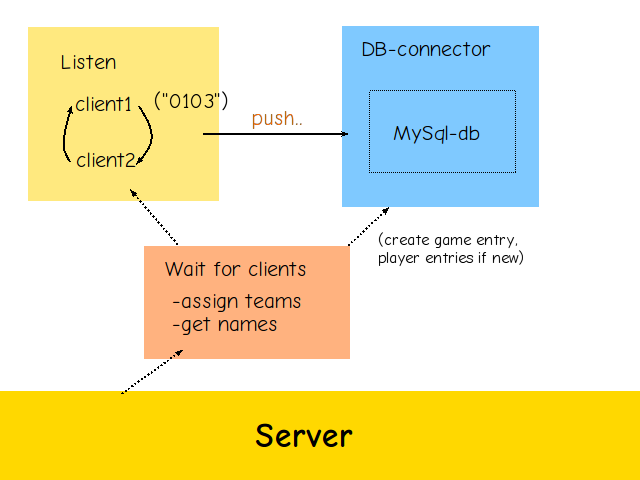 Listen
client1 ("0103")
client2
push..
DB-connector
MySql-db
(create game entry,
player entries if new)
Wait for clients
-assign teams
-get names
Server